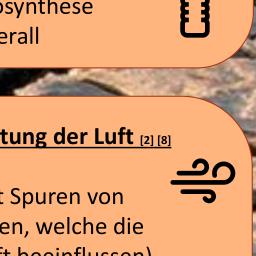 osynthese
erall
tung der Luft [2] [8]
t Spuren von
en, welche die
ft beeinflussen)